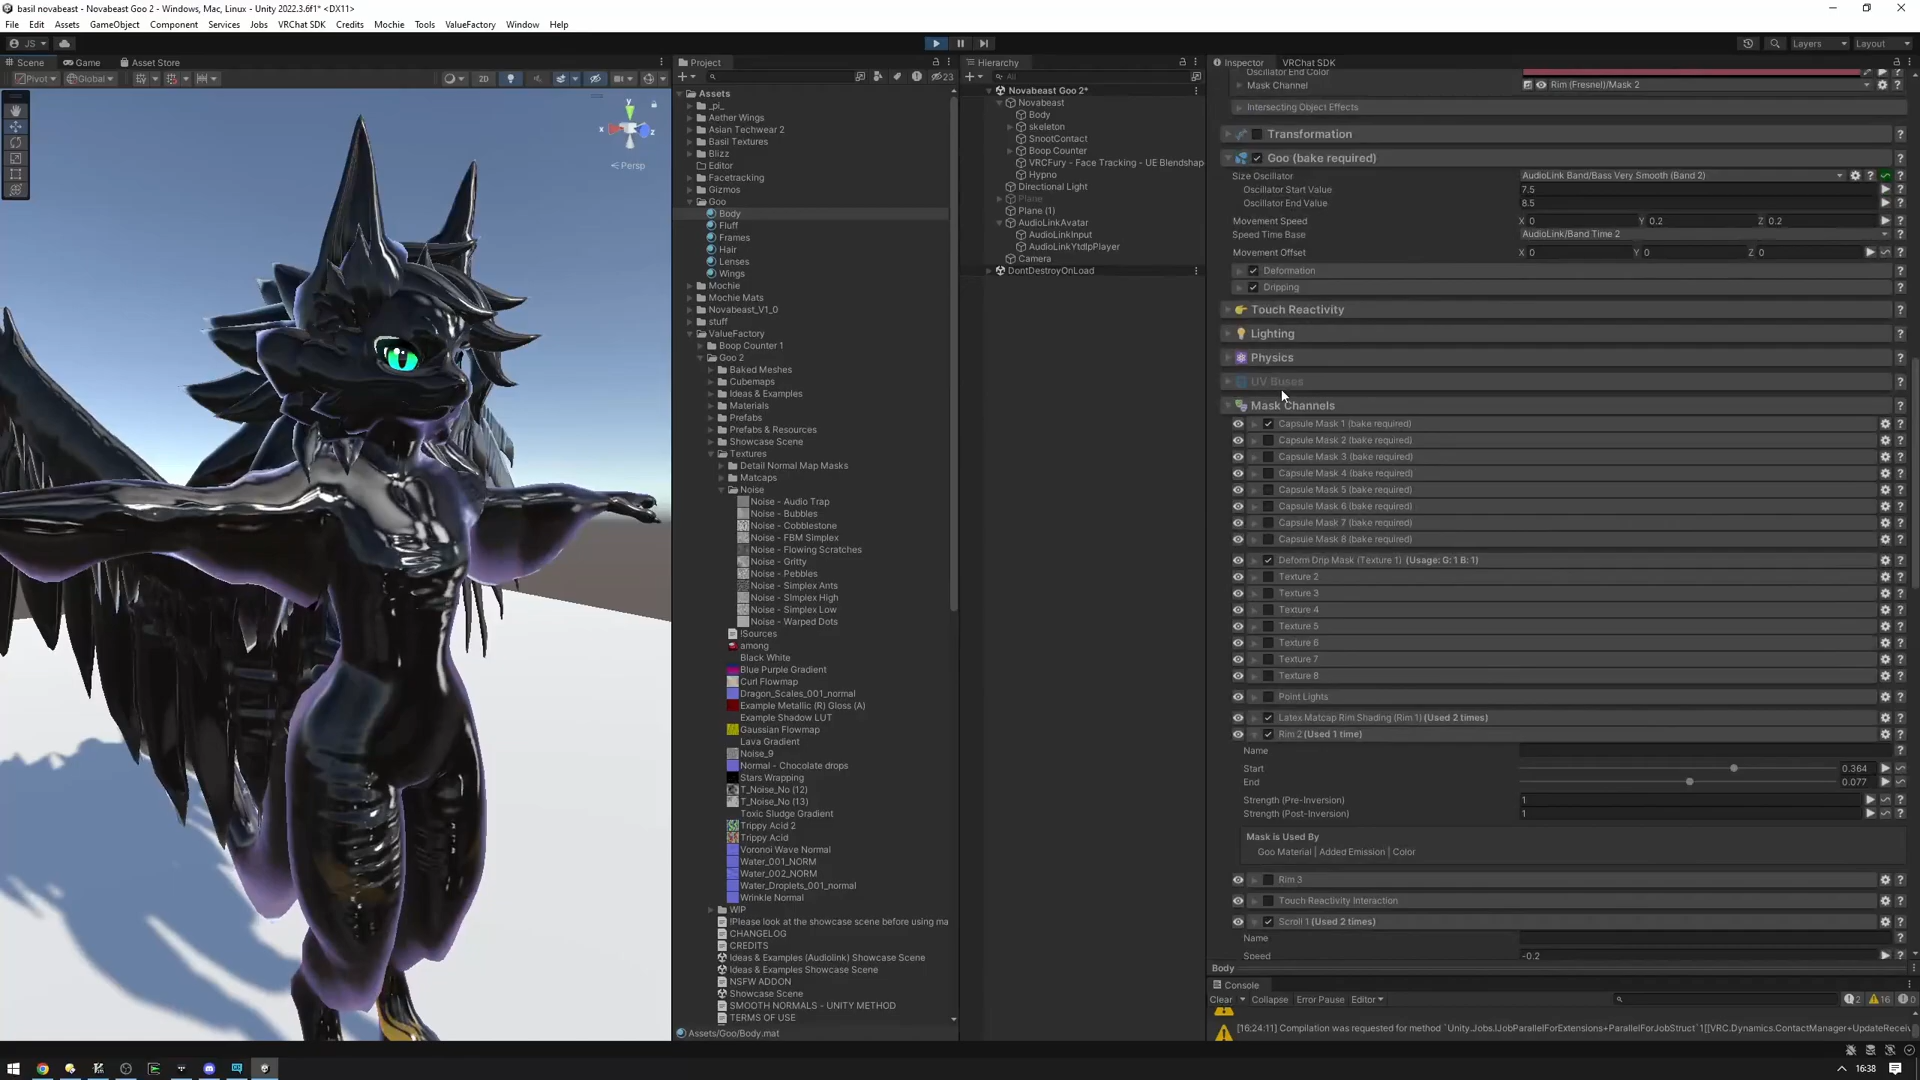 basil novabeast - Novabeast Goo 2 - Windows, Mac, Linux - Unity 2022.3.6f1* <DX11>
File Edit Assets GameObject Component Services Jobs VRChat SDK Credits Mochie Tools ValueFactory Window Help
JS
Layers Layout
Scene Game Asset Store
Pivot Global
2D
y
x
z
Persp
Project
23
Assets
_pi_
Aether Wings
Asian Techwear 2
Basil Textures
Blizz
Editor
Facetracking
Gizmos
Goo
Body
Fluff
Frames
Hair
Lenses
Wings
Mochie
Mochie Mats
Novabeast_V1_0
stuff
ValueFactory
Boop Counter 1
Goo 2
Baked Meshes
Cubemaps
Ideas & Examples
Materials
Prefabs
Prefabs & Resources
Showcase Scene
Textures
Detail Normal Map Masks
Matcaps
Noise
Noise - Audio Trap
Noise - Bubbles
Noise - Cobblestone
Noise - FBM Simplex
Noise - Flowing Scratches
Noise - Gritty
Noise - Pebbles
Noise - Simplex Ants
Noise - SImplex High
Noise - SImplex Low
Noise - Warped Dots
!Sources
among
Black White
Blue Purple Gradient
Curl Flowmap
Dragon_Scales_001_normal
Example Metallic (R) Gloss (A)
Example Shadow LUT
Gaussian Flowmap
Lava Gradient
Noise_9
Normal - Chocolate drops
Stars Wrapping
T_Noise_No (12)
T_Noise_No (13)
Toxic Sludge Gradient
Trippy Acid 2
Trippy Acid
Voronoi Wave Normal
Water_001_NORM
Water_002_NORM
Water_Droplets_001_normal
Wrinkle Normal
WIP
!Please look at the showcase scene before using ma
CHANGELOG
CREDITS
Ideas & Examples (Audiolink) Showcase Scene
Ideas & Examples Showcase Scene
NSFW ADDON
Showcase Scene
SMOOTH NORMALS - UNITY METHOD
TERMS OF USE
Assets/Goo/Body.mat
Hierarchy
All
Novabeast Goo 2*
Novabeast
Body
skeleton
SnootContact
Boop Counter
VRCFury - Face Tracking - UE Blendshap
Hypno
Directional Light
Plane
Plane (1)
AudioLinkAvatar
AudioLinkInput
AudioLinkYtdlpPlayer
Camera
DontDestroyOnLoad
Inspector VRChat SDK
Oscillator End Color
Mask Channel Rim (Fresnel)/Mask 2
Intersecting Object Effects
Transformation
Goo (bake required)
Size Oscillator AudioLink Band/Bass Very Smooth (Band 2)
Oscillator Start Value 7.5
Oscillator End Value 8.5
Movement Speed X 0 Y 0.2 Z 0.2
Speed Time Base AudioLink/Band Time 2
Movement Offset X 0 Y 0 Z 0
Deformation
Dripping
Touch Reactivity
Lighting
Physics
UV Buses
Mask Channels
Capsule Mask 1 (bake required)
Capsule Mask 2 (bake required)
Capsule Mask 3 (bake required)
Capsule Mask 4 (bake required)
Capsule Mask 5 (bake required)
Capsule Mask 6 (bake required)
Capsule Mask 7 (bake required)
Capsule Mask 8 (bake required)
Deform Drip Mask (Texture 1) (Usage: G: 1 B: 1)
Texture 2
Texture 3
Texture 4
Texture 5
Texture 6
Texture 7
Texture 8
Point Lights
Latex Matcap Rim Shading (Rim 1) (Used 2 times)
Rim 2 (Used 1 time)
Name
Start 0.364
End 0.077
Strength (Pre-Inversion) 1
Strength (Post-Inversion) 1
Mask is Used By
Goo Material | Added Emission | Color
Rim 3
Touch Reactivity Interaction
Scroll 1 (Used 2 times)
Name
Speed -0.2
Body
Console
Clear Collapse Error Pause Editor 2 16 0
[16:24:11] Compilation was requested for method `Unity.Jobs.IJobParallelForExtensions+ParallelForJobStruct`1[[VRC.Dynamics.ContactManager+UpdateRecei
16:38